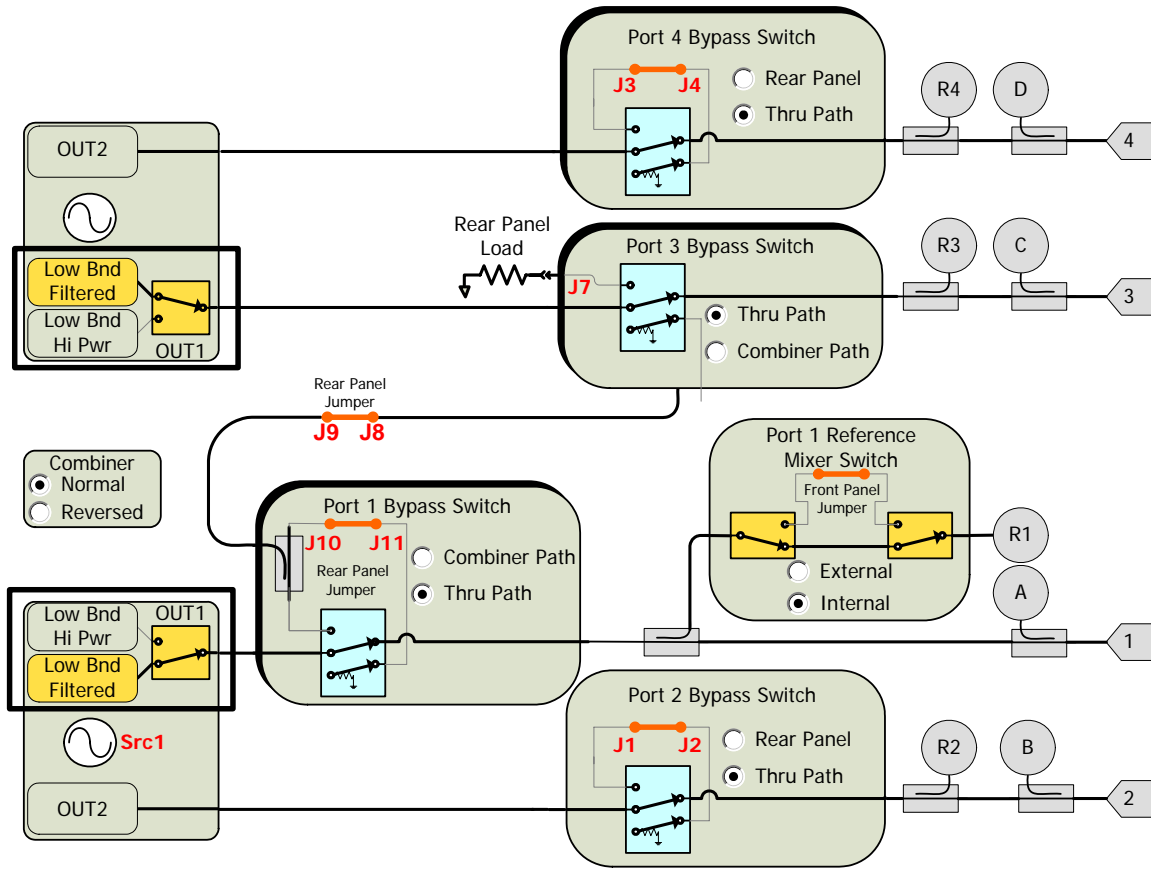 Port 4 Bypass Switch
J3 J4
Rear Panel
Thru Path
R4
D
4
OUT2
Low Bnd
Filtered
Low Bnd
Hi Pwr
OUT1
Rear Panel
Load
J7
Port 3 Bypass Switch
Thru Path
Combiner Path
R3
C
3
Rear Panel
Jumper
J9 J8
Combiner
Normal
Reversed
Port 1 Bypass Switch
J10 J11
Rear Panel
Jumper
Combiner Path
Thru Path
Port 1 Reference
Mixer Switch
Front Panel
Jumper
External
Internal
R1
A
1
Low Bnd
Hi Pwr
OUT1
Low Bnd
Filtered
Src1
OUT2
Port 2 Bypass Switch
J1 J2
Rear Panel
Thru Path
R2
B
2